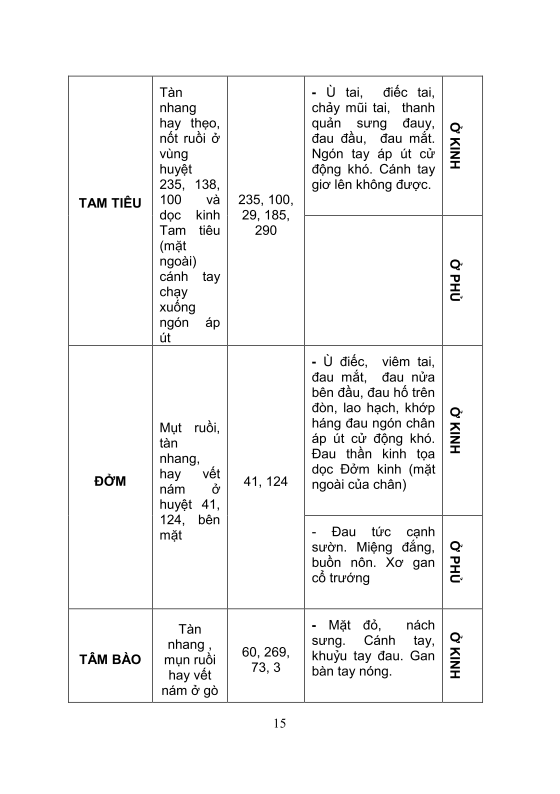 TAM TIÊU
Tàn
nhang
hay thẹo,
nốt ruồi ở
vùng
huyệt
235, 138,
100 và
dọc kinh
Tam tiêu
(mặt
ngoài)
cánh tay
chạy
xuống
ngón áp
út
235, 100,
29, 185,
290
- Ù tai, điếc tai,
chảy mũi tai, thanh
quản sưng đauy,
đau đầu, đau mắt.
Ngón tay áp út cử
động khó. Cánh tay
giơ lên không được.
Ở KINH
Ở PHỦ
ĐỞM
Mụt ruồi,
tàn
nhang,
hay vết
nám ở
huyệt 41,
124, bên
mặt
41, 124
- Ù điếc, viêm tai,
đau mắt, đau nửa
bên đầu, đau hố trên
đòn, lao hạch, khớp
háng đau ngón chân
áp út cử động khó.
Đau thần kinh tọa
dọc Đởm kinh (mặt
ngoài của chân)
Ở KINH
- Đau tức cạnh
sườn. Miệng đắng,
buồn nôn. Xơ gan
cổ trướng
Ở PHỦ
TÂM BÀO
Tàn
nhang ,
mụn ruồi
hay vết
nám ở gò
60, 269,
73, 3
- Mặt đỏ, nách
sưng. Cánh tay,
khuỷu tay đau. Gan
bàn tay nóng.
Ở KINH
15